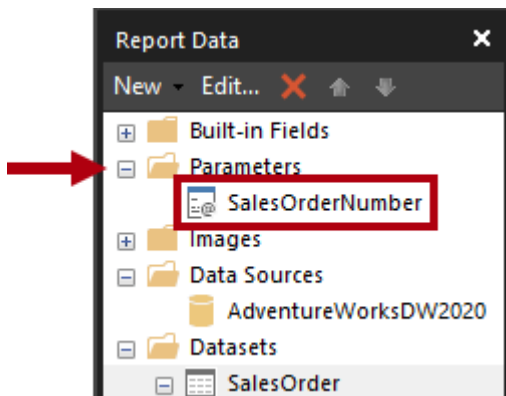 Report Data
New Edit...
Built-in Fields
Parameters
SalesOrderNumber
Images
Data Sources
AdventureWorksDW2020
Datasets
SalesOrder